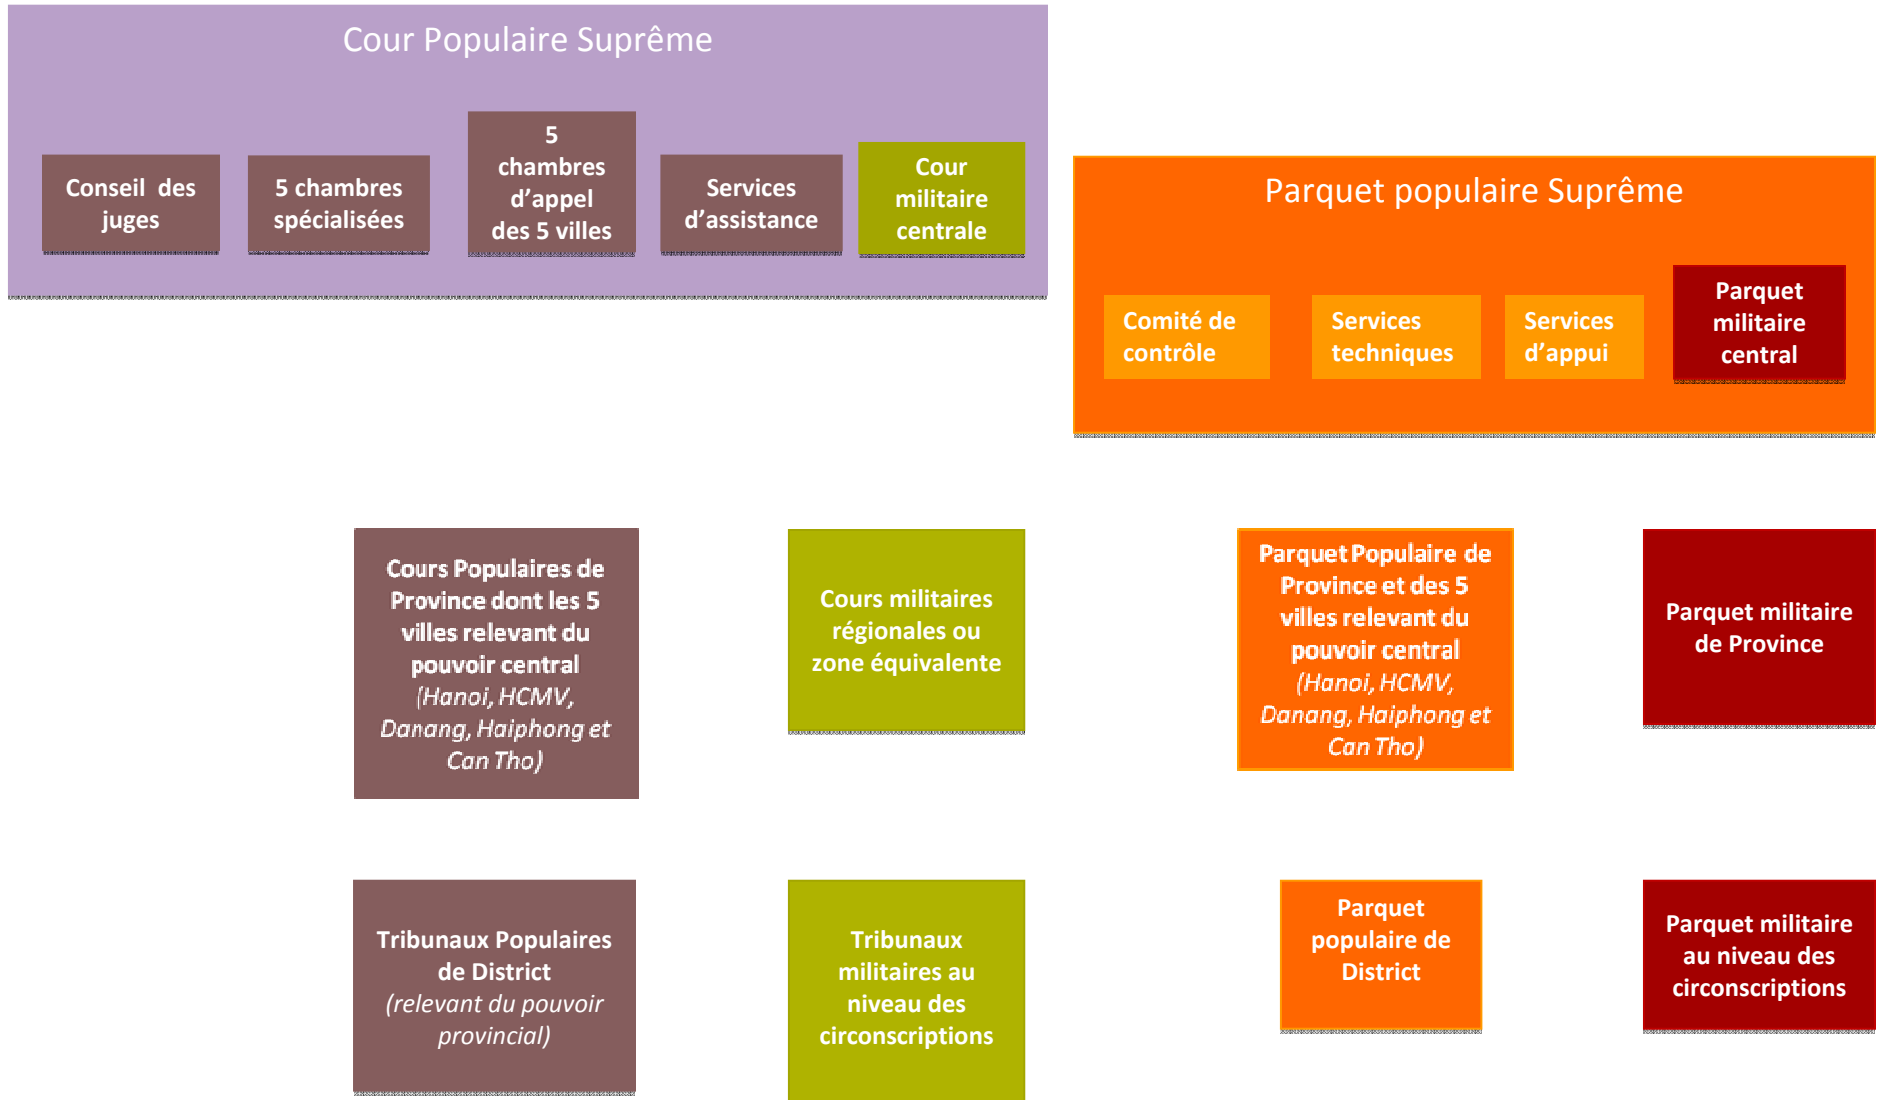 Cour Populaire Suprême
Conseil des
juges
5 chambres
spécialisées
5
chambres
d’appel
des 5 villes
Services
d’assistance
Cour
militaire
centrale
Parquet populaire Suprême
Comité de
contrôle
Services
techniques
Services
d’appui
Parquet
militaire
central
Cours Populaires de
Province dont les 5
villes relevant du
pouvoir central
(Hanoi, HCMV,
Danang, Haiphong et
Can Tho)
Cours militaires
régionales ou
zone équivalente
Parquet Populaire de
Province et des 5
villes relevant du
pouvoir central
(Hanoi, HCMV,
Danang, Haiphong et
Can Tho)
Parquet militaire
de Province
Tribunaux Populaires
de District
(relevant du pouvoir
provincial)
Tribunaux
militaires au
niveau des
circonscriptions
Parquet
populaire de
District
Parquet militaire
au niveau des
circonscriptions